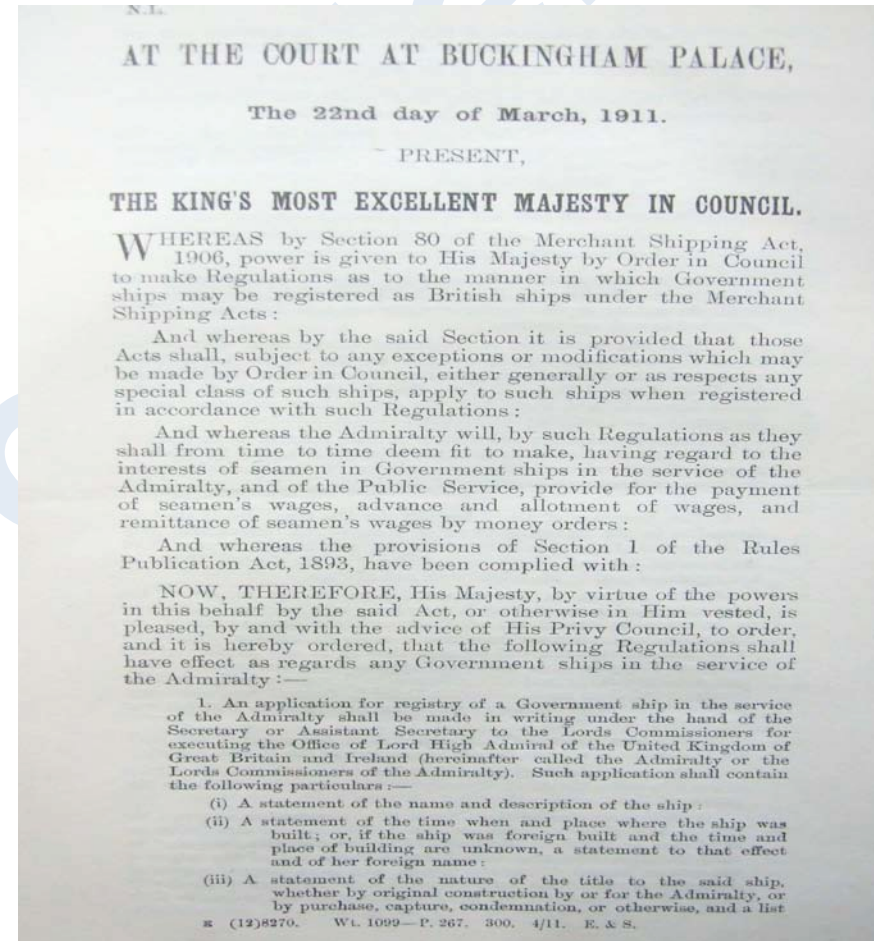 N.L.
AT THE COURT AT BUCKINGHAM PALACE,
The 22nd day of March, 1911.
PRESENT,
THE KING'S MOST EXCELLENT MAJESTY IN COUNCIL.
WHEREAS by Section 80 of the Merchant Shipping Act,
1906, power is given to His Majesty by Order in Council
to make Regulations as to the manner in which Government
ships may be registered as British ships under the Merchant
Shipping Acts :
And whereas by the said Section it is provided that those
Acts shall, subject to any exceptions or modifications which may
be made by Order in Council, either generally or as respects any
special class of such ships, apply to such ships when registered
in accordance with such Regulations :
And whereas the Admiralty will, by such Regulations as they
shall from time to time deem fit to make, having regard to the
interests of seamen in Government ships in the service of the
Admiralty, and of the Public Service, provide for the payment
of seamen's wages, advance and allotment of wages, and
remittance of seamen's wages by money orders :
And whereas the provisions of Section 1 of the Rules
Publication Act, 1893, have been complied with :
NOW, THEREFORE, His Majesty, by virtue of the powers
in this behalf by the said Act, or otherwise in Him vested, is
pleased, by and with the advice of His Privy Council, to order,
and it is hereby ordered, that the following Regulations shall
have effect as regards any Government ships in the service of
the Admiralty :—
1. An application for registry of a Government ship in the service
of the Admiralty shall be made in writing under the hand of the
Secretary or Assistant Secretary to the Lords Commissioners for
executing the Office of Lord High Admiral of the United Kingdom of
Great Britain and Ireland (hereinafter called the Admiralty or the
Lords Commissioners of the Admiralty). Such application shall contain
the following particulars :—
(i) A statement of the name and description of the ship :
(ii) A statement of the time when and place where the ship was
built ; or, if the ship was foreign built and the time and
place of building are unknown, a statement to that effect
and of her foreign name :
(iii) A statement of the nature of the title to the said ship,
whether by original construction by or for the Admiralty, or
by purchase, capture, condemnation, or otherwise, and a list
(12)8270. Wt. 1099—P. 267. 300. 4/11. E. & S.